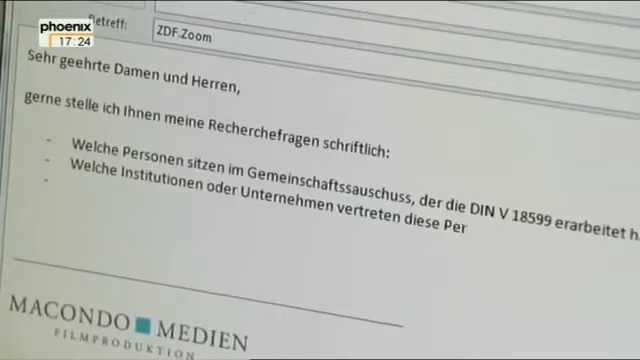 phoenix
17:24
Betreff:
ZDF.Zoom
Sehr geehrte Damen und Herren,
gerne stelle ich Ihnen meine Recherchefragen schriftlich:
- Welche Personen sitzen im Gemeinschaftssauschuss, der die DIN V 18599 erarbeitet h
- Welche Institutionen oder Unternehmen vertreten diese Per
-
MACONDO MEDIEN
FILMPRODUKTION